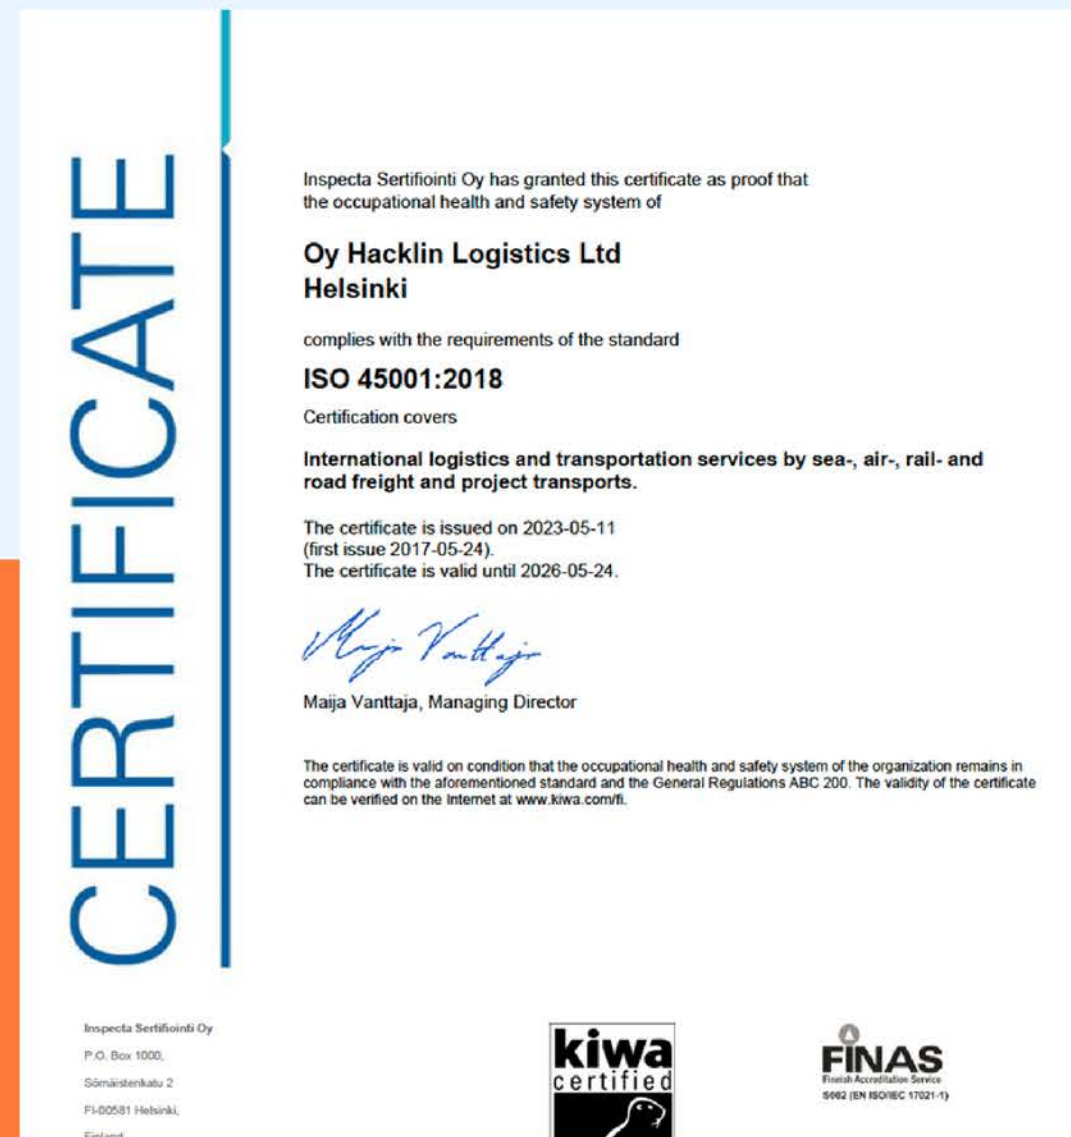 CERTIFICATE
Inspecta Sertifiointi Oy has granted this certificate as proof that
the occupational health and safety system of
Oy Hacklin Logistics Ltd
Helsinki
complies with the requirements of the standard
ISO 45001:2018
Certification covers
International logistics and transportation services by sea-, air-, rail- and
road freight and project transports.
The certificate is issued on 2023-05-11
(first issue 2017-05-24).
The certificate is valid until 2026-05-24.
Maija Vanttaja
Maija Vanttaja, Managing Director
The certificate is valid on condition that the occupational health and safety system of the organization remains in
compliance with the aforementioned standard and the General Regulations ABC 200. The validity of the certificate
can be verified on the Internet at www.kiwa.com/fi.
Inspecta Sertifiointi Oy
P.O. Box 1000,
Sörnäistenkatu 2
FI-00581 Helsinki,
Finland
kiwa
certified
FINAS
Finnish Accreditation Service
S002 (EN ISO/IEC 17021-1)